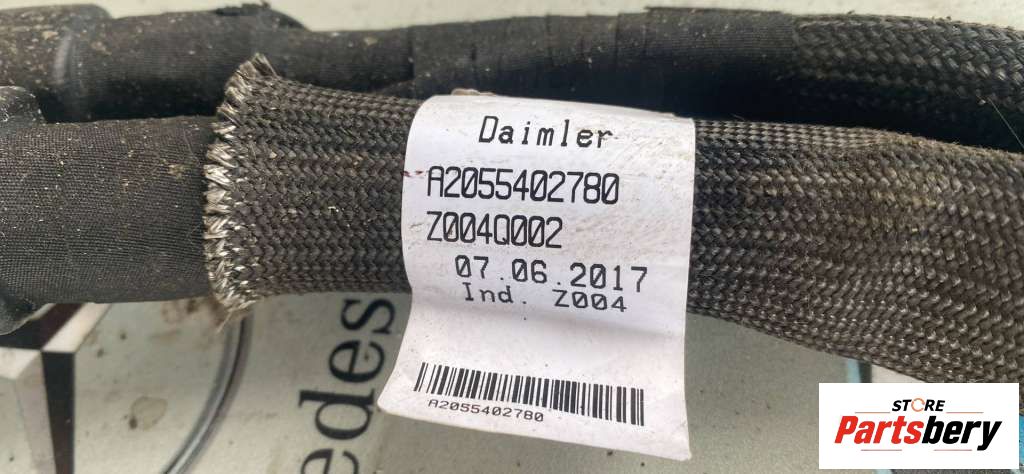 Daimler
A2055402780
Z004Q002
07.06.2017
Ind. Z004
A2055402780
edes
STORE
Partsbery